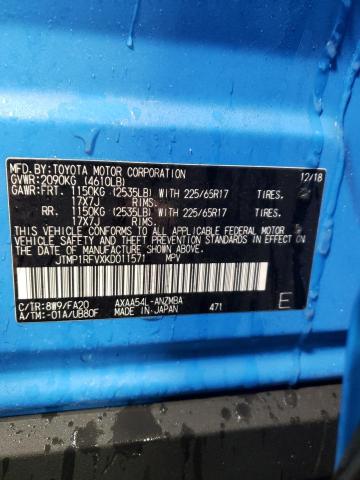 MFD.BY:TOYOTA MOTOR CORPORATION 12/18
GVWR:2090KG (4610LB)
GAWR:FRT. 1150KG (2535LB) WITH 225/65R17 TIRES.
17X7J RIMS.
RR. 1150KG (2535LB) WITH 225/65R17 TIRES.
17X7J RIMS.
THIS VEHICLE CONFORMS TO ALL APPLICABLE
FEDERAL MOTOR VEHICLE SAFETY AND
THEFT PREVENTION STANDARDS IN EFFECT ON
THE DATE OF MANUFACTURE SHOWN ABOVE.
JTMP1RFVXKD011571 MPV
C/TR:8W9/FA20 AXAA54L-ANZMBA E
A/TM:-01A/UB80F MADE IN JAPAN 471